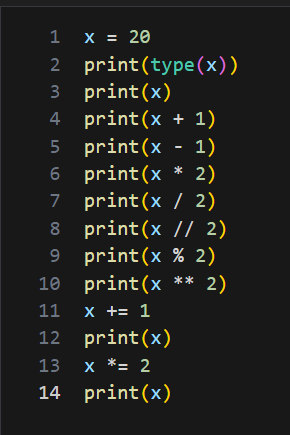 1 x = 20
2 print(type(x))
3 print(x)
4 print(x + 1)
5 print(x - 1)
6 print(x * 2)
7 print(x / 2)
8 print(x // 2)
9 print(x % 2)
10 print(x ** 2)
11 x += 1
12 print(x)
13 x *= 2
14 print(x)